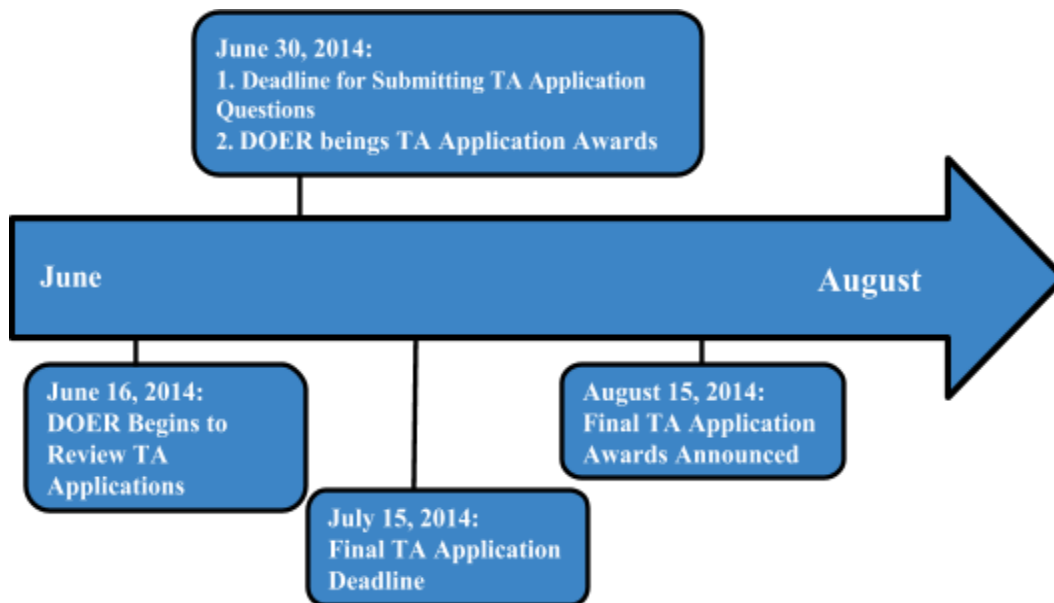 June 30, 2014:
1. Deadline for Submitting TA Application
Questions
2. DOER beings TA Application Awards
June
August
June 16, 2014:
DOER Begins to
Review TA
Applications
July 15, 2014:
Final TA Application
Deadline
August 15, 2014:
Final TA Application
Awards Announced